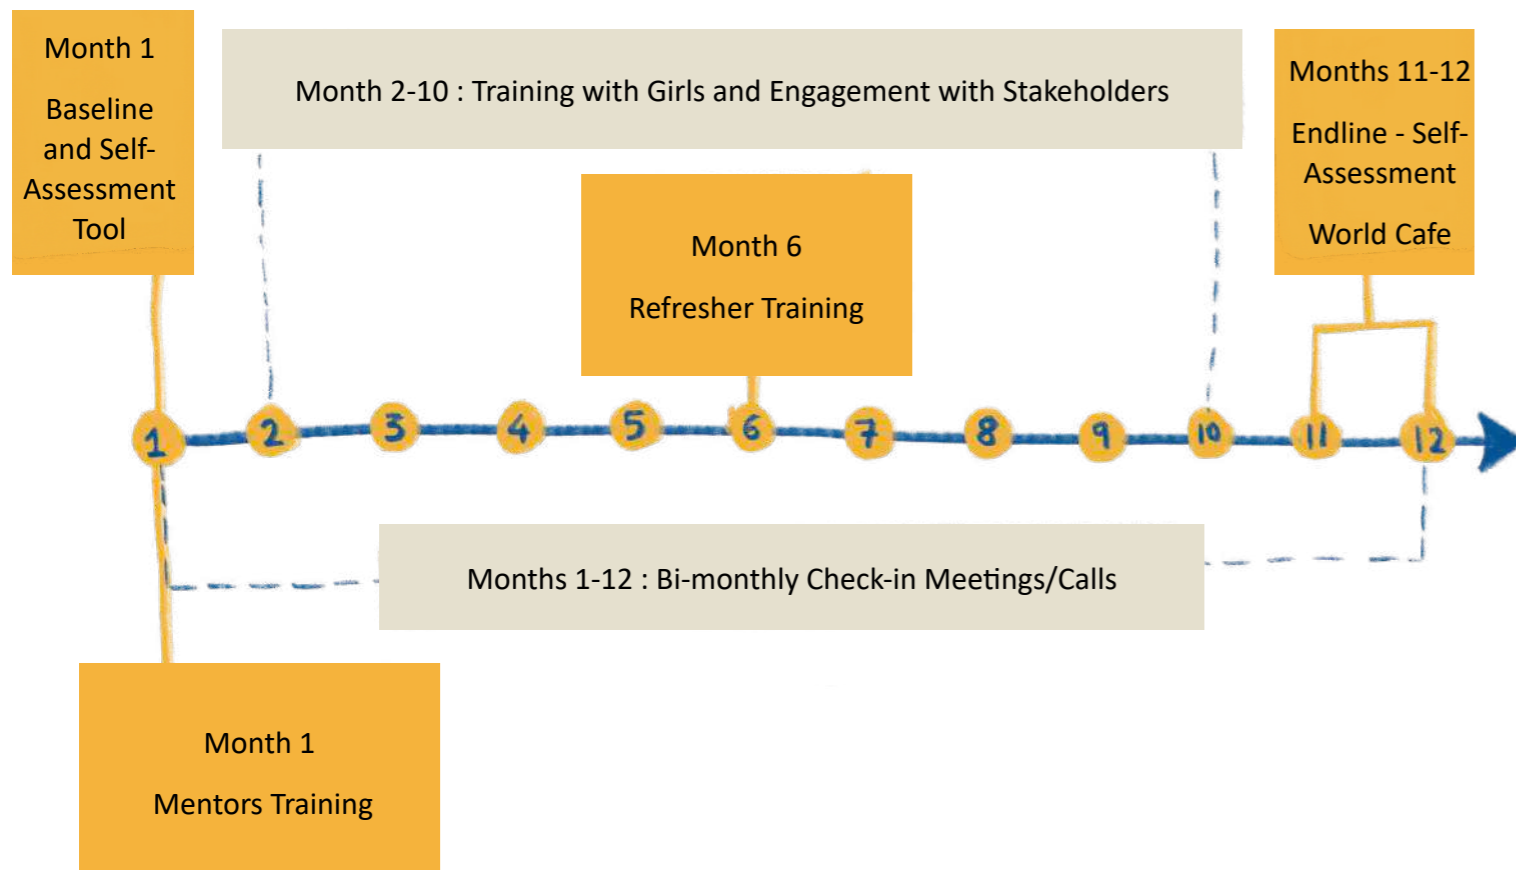 Month 1
Baseline
and Self-
Assessment
Tool
Month 2-10 : Training with Girls and Engagement with Stakeholders
Months 11-12
Endline - Self-
Assessment
World Cafe
Month 6
Refresher Training
1 2 3 4 5 6 7 8 9 10 11 12
Months 1-12 : Bi-monthly Check-in Meetings/Calls
Month 1
Mentors Training